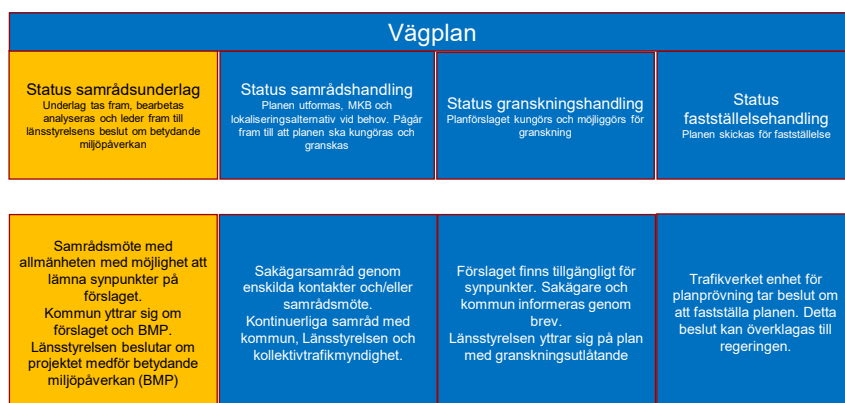 Vägplan
Status samrådsunderlag
Underlag tas fram, bearbetas
analyseras och leder fram till
länsstyrelsens beslut om betydande
miljöpåverkan
Status samrådshandling
Planen utformas, MKB och
lokaliseringsalternativ vid behov. Pågår
fram till att planen ska kungöras och
granskas
Status granskningshandling
Planförslaget kungörs och möjliggörs för
granskning
Status
fastställelsehandling
Planen skickas för fastställelse
Samrådsmöte med
allmänheten med möjlighet att
lämna synpunkter på
förslaget.
Kommun yttrar sig om
förslaget och BMP.
Länsstyrelsen beslutar om
projektet medför betydande
miljöpåverkan (BMP)
Sakägarsamråd genom
enskilda kontakter och/eller
samrådsmöte.
Kontinuerliga samråd med
kommun, Länsstyrelsen och
kollektivtrafikmyndighet.
Förslaget finns tillgängligt för
synpunkter. Sakägare och
kommun informeras genom
brev.
Länsstyrelsen yttrar sig på plan
med granskningsutlåtande
Trafikverket enhet för
planprövning tar beslut om
att fastställa planen. Detta
beslut kan överklagas till
regeringen.